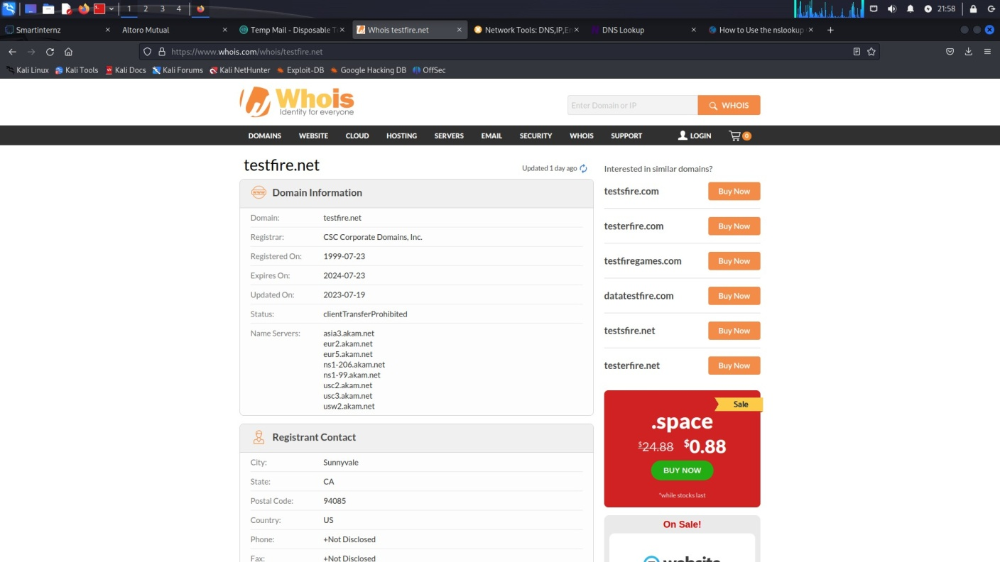 1 2 3 4 21:58
Smartinternz Altoro Mutual Temp Mail - Disposable T Whois testfire.net Network Tools: DNS,IP,Em DNS Lookup How to Use the nslookup
https://www.whois.com/whois/testfire.net
Kali Linux Kali Tools Kali Docs Kali Forums Kali NetHunter Exploit-DB Google Hacking DB OffSec
Whois
Identity for everyone
Enter Domain or IP WHOIS
DOMAINS WEBSITE CLOUD HOSTING SERVERS EMAIL SECURITY WHOIS SUPPORT LOGIN 0
testfire.net
Updated 1 day ago
www Domain Information
Domain: testfire.net
Registrar: CSC Corporate Domains, Inc.
Registered On: 1999-07-23
Expires On: 2024-07-23
Updated On: 2023-07-19
Status: clientTransferProhibited
Name Servers: asia3.akam.net
eur2.akam.net
eur5.akam.net
ns1-206.akam.net
ns1-99.akam.net
usc2.akam.net
usc3.akam.net
usw2.akam.net
Registrant Contact
City: Sunnyvale
State: CA
Postal Code: 94085
Country: US
Phone: +Not Disclosed
Fax: +Not Disclosed
Interested in similar domains?
testsfire.com Buy Now
testerfire.com Buy Now
testfiregames.com Buy Now
datatestfire.com Buy Now
testsfire.net Buy Now
testerfire.net Buy Now
Sale
.space
$24.88 $0.88
BUY NOW
*while stocks last
On Sale!
website